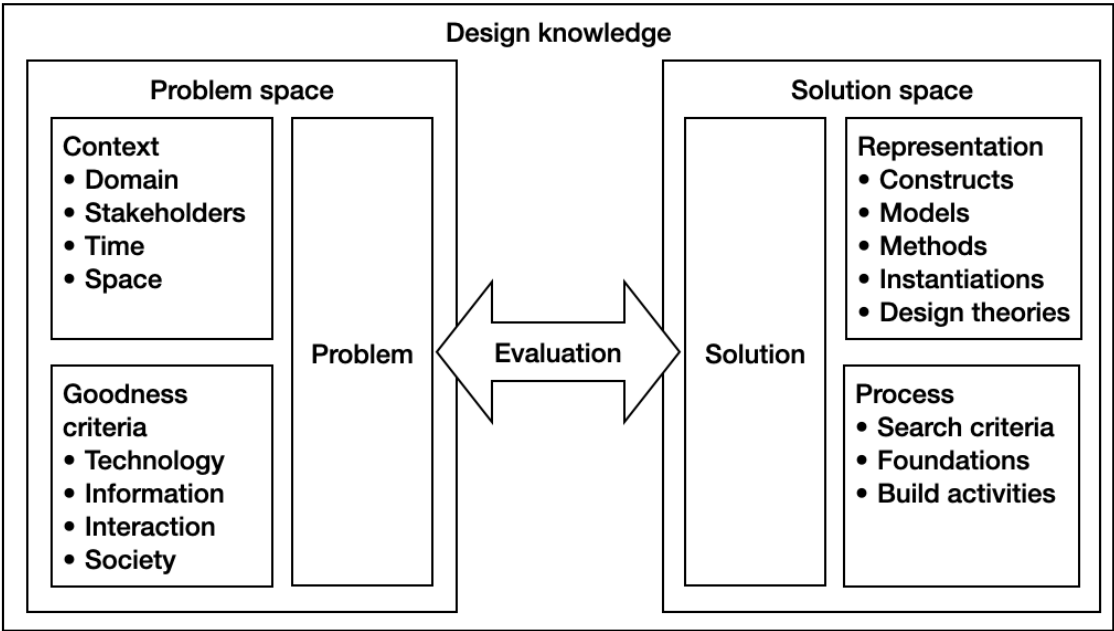 Design knowledge
Problem space
Context
• Domain
• Stakeholders
• Time
• Space
Goodness
criteria
• Technology
• Information
• Interaction
• Society
Problem
Evaluation
Solution space
Solution
Representation
• Constructs
• Models
• Methods
• Instantiations
• Design theories
Process
• Search criteria
• Foundations
• Build activities